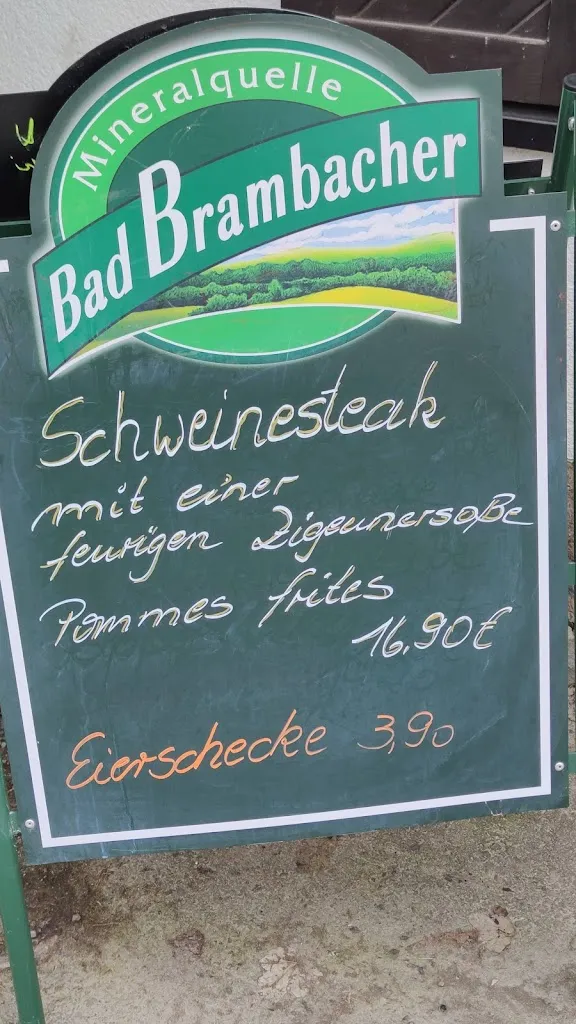 Mineralquelle
Bad Brambacher
Schweinesteak
mit einer
feurigen Zigeunersoße
Pommes frites
16.90€
Eierschecke 3,90